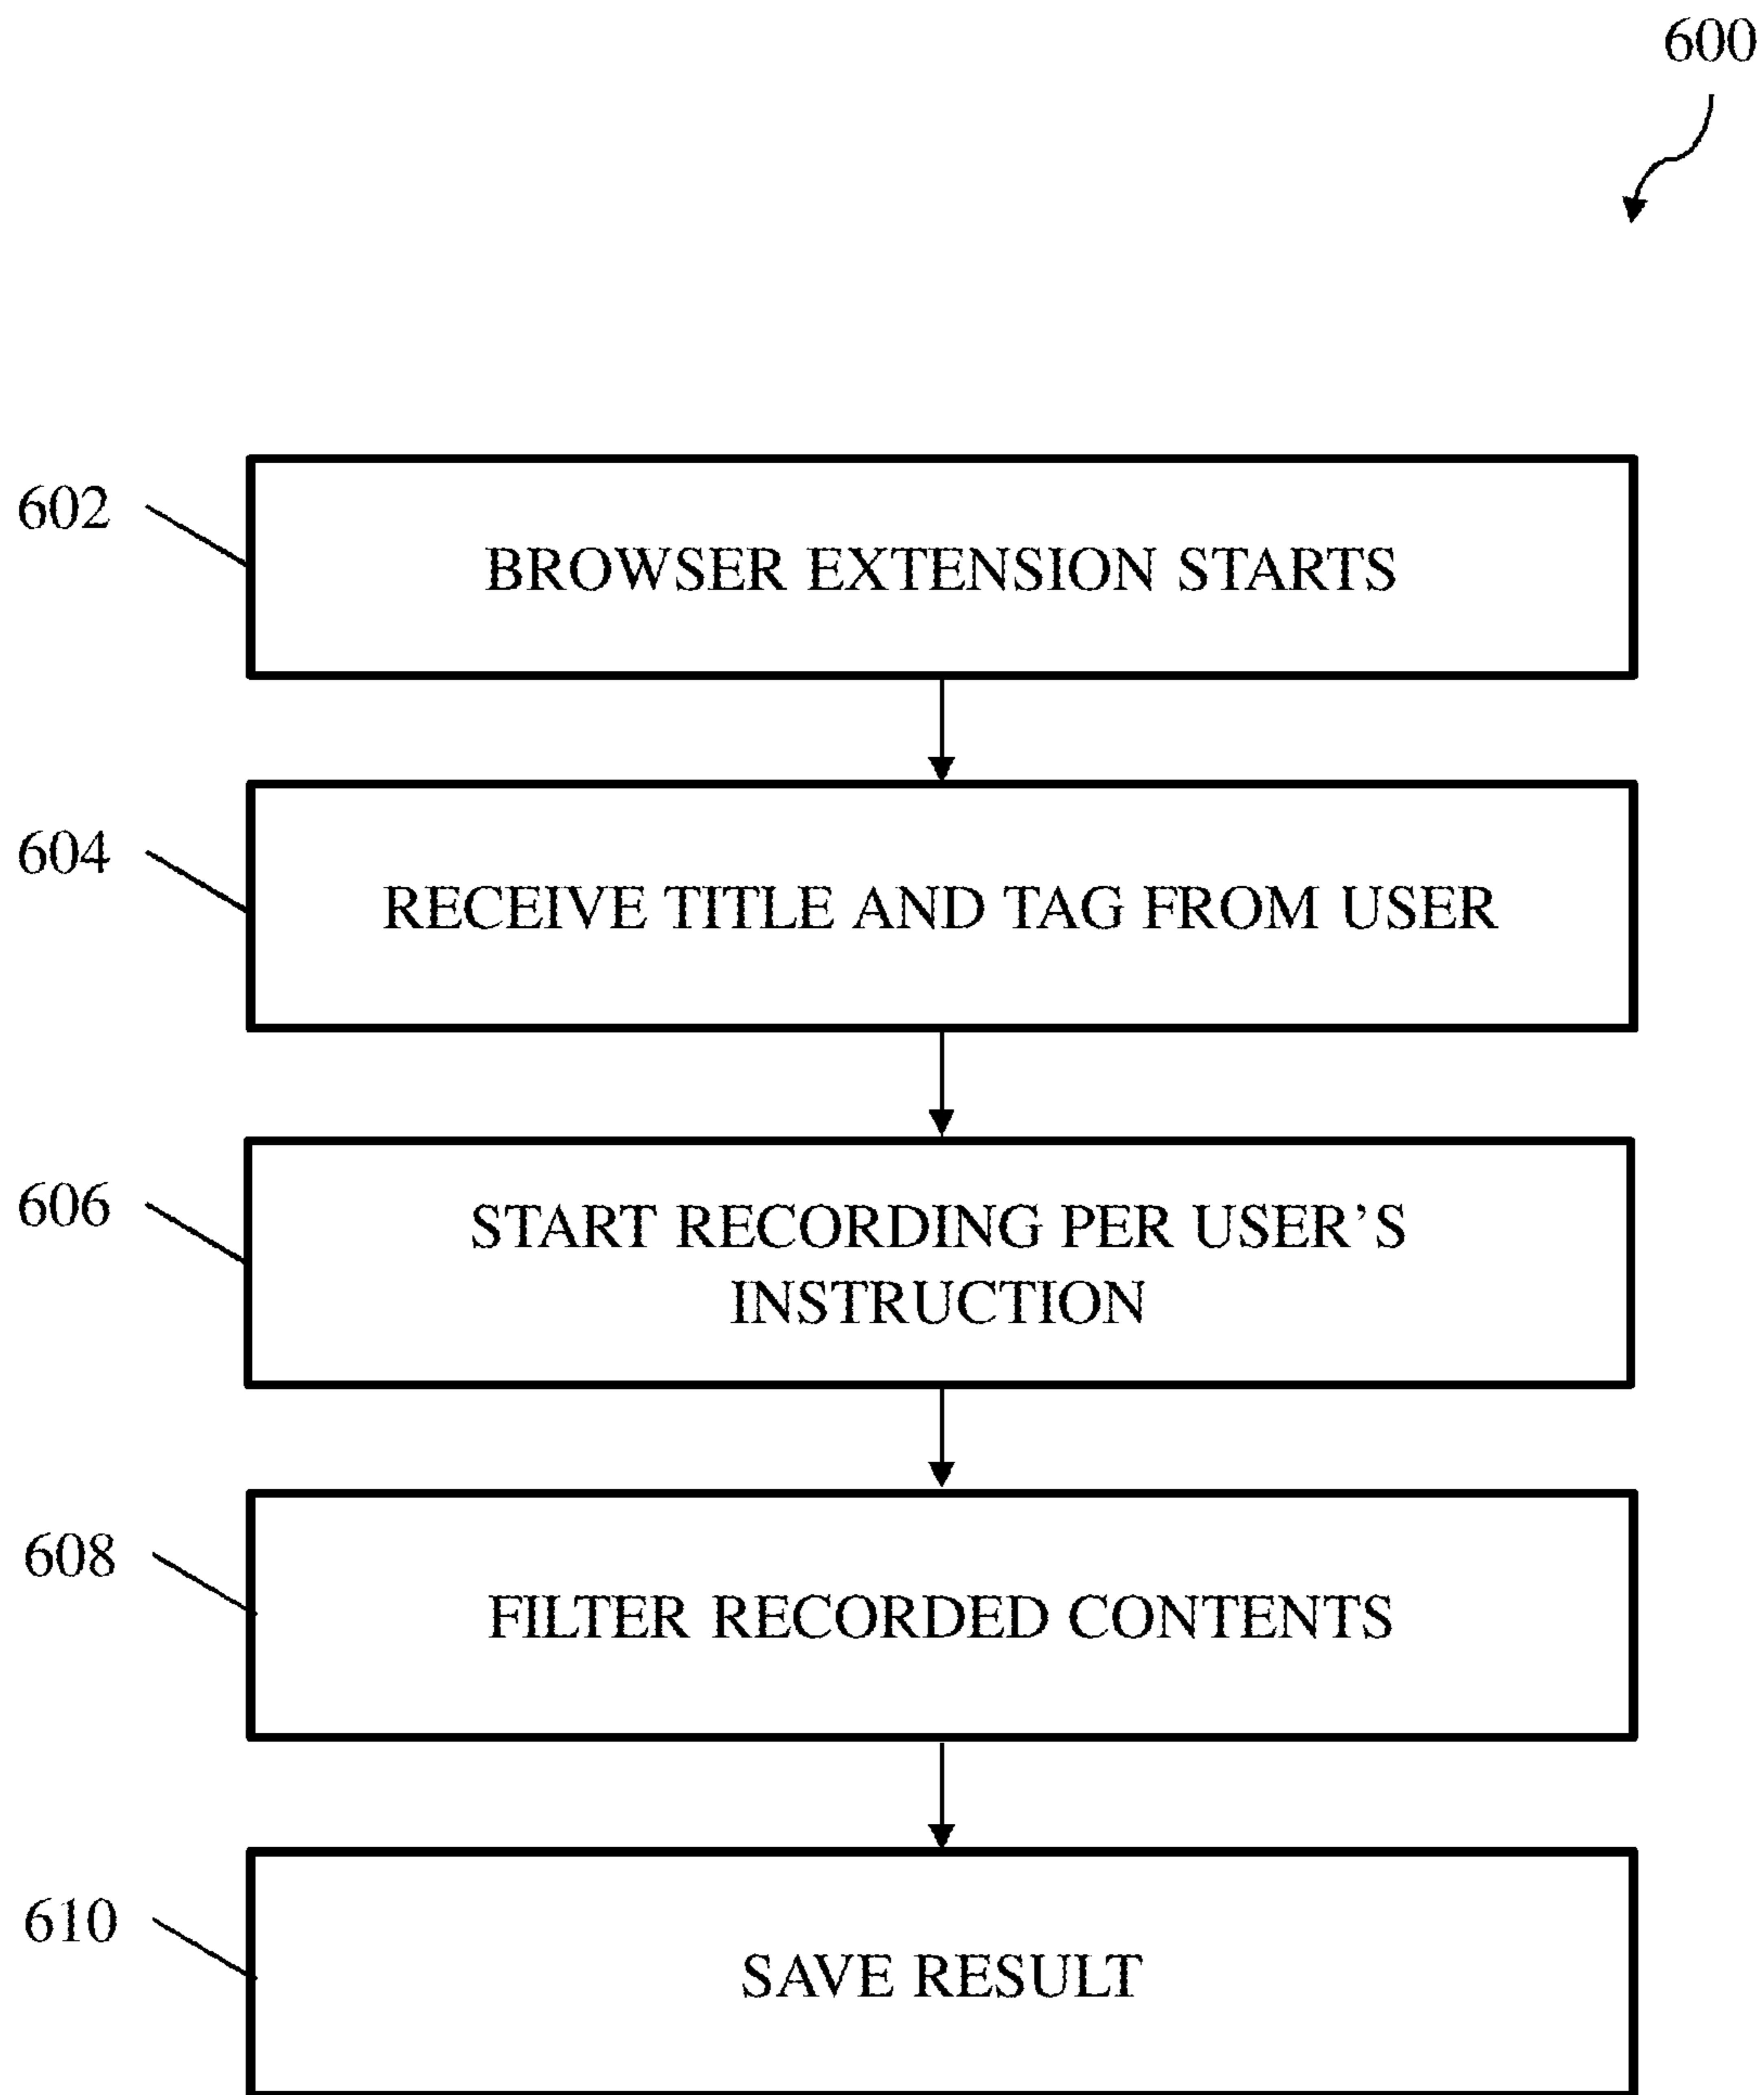 600
602
BROWSER EXTENSION STARTS
604
RECEIVE TITLE AND TAG FROM USER
606
START RECORDING PER USER’S
INSTRUCTION
608
FILTER RECORDED CONTENTS
610
SAVE RESULT